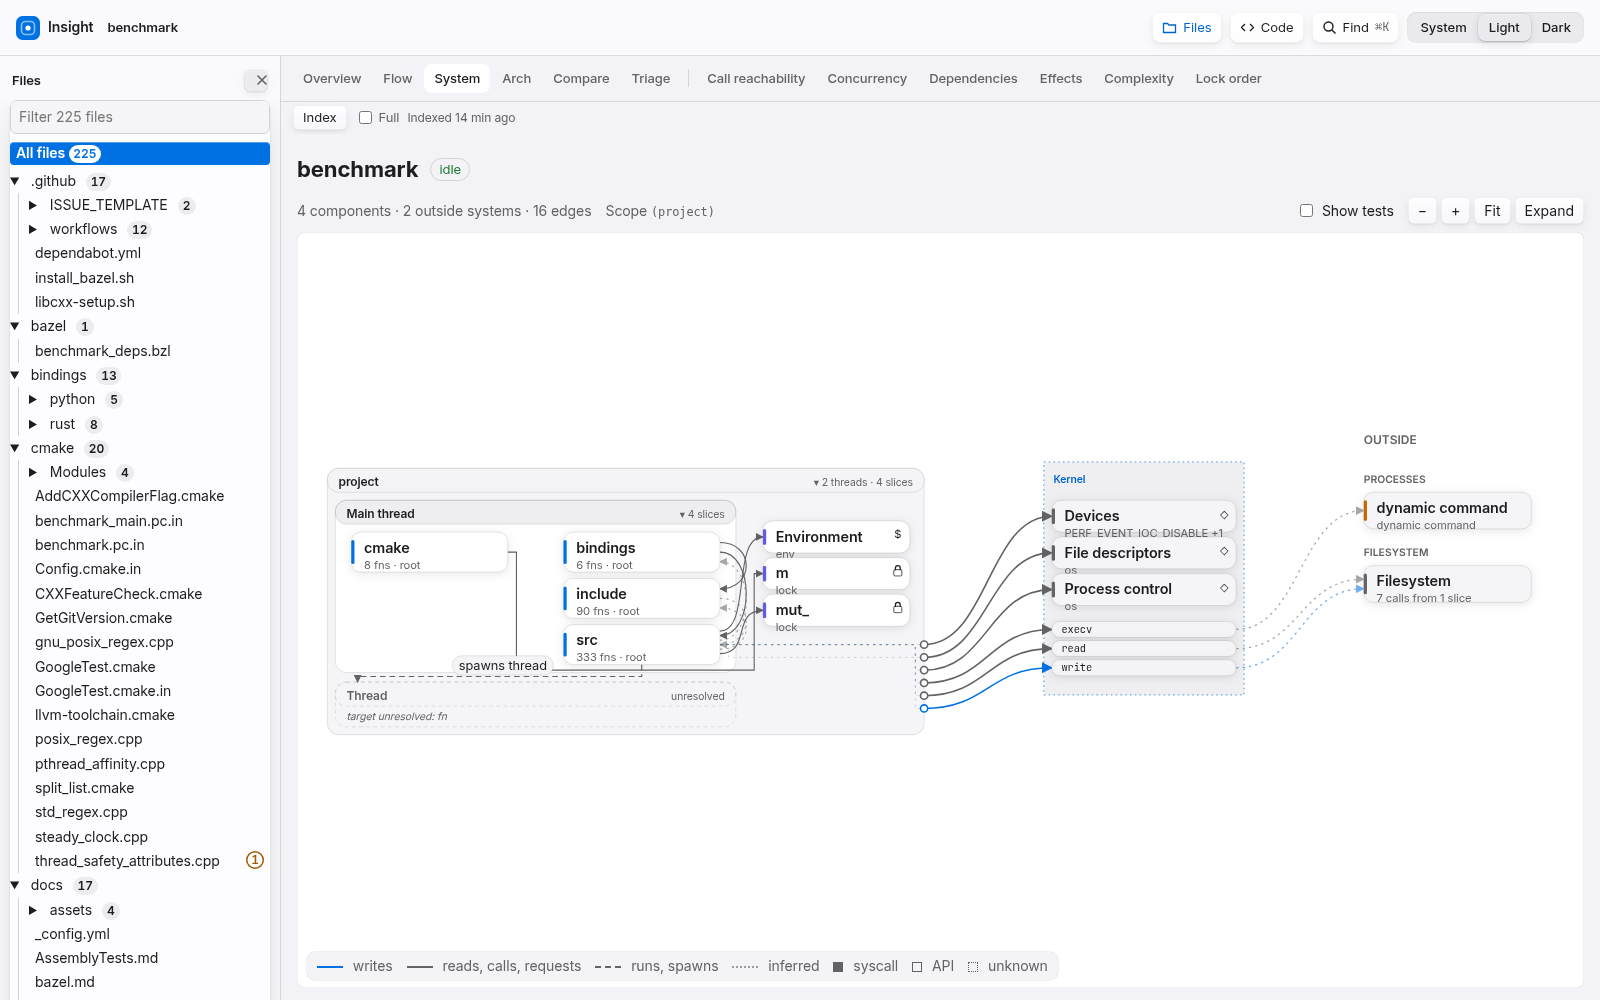 Insight benchmark
Files Code Find ⌘K System Light Dark
Files
Filter 225 files
All files 225
.github 17
ISSUE_TEMPLATE 2
workflows 12
dependabot.yml
install_bazel.sh
libcxx-setup.sh
bazel 1
benchmark_deps.bzl
bindings 13
python 5
rust 8
cmake 20
Modules 4
AddCXXCompilerFlag.cmake
benchmark_main.pc.in
benchmark.pc.in
Config.cmake.in
CXXFeatureCheck.cmake
GetGitVersion.cmake
gnu_posix_regex.cpp
GoogleTest.cmake
GoogleTest.cmake.in
llvm-toolchain.cmake
posix_regex.cpp
pthread_affinity.cpp
split_list.cmake
std_regex.cpp
steady_clock.cpp
thread_safety_attributes.cpp 1
docs 17
assets 4
_config.yml
AssemblyTests.md
bazel.md
Overview Flow System Arch Compare Triage Call reachability Concurrency Dependencies Effects Complexity Lock order
Index Full Indexed 14 min ago
benchmark Idle
4 components · 2 outside systems · 16 edges Scope (project)
Show tests − + Fit Expand
project ▾ 2 threads · 4 slices
Main thread ▾ 4 slices
cmake
8 fns · root
bindings
6 fns · root
include
90 fns · root
src
333 fns · root
spawns thread
Thread unresolved
target unresolved: fn
Environment $
env
m
lock
mut_
lock
Kernel
Devices
PERF_EVENT_IOC_DISABLE +1
File descriptors
os
Process control
os
execv
read
write
OUTSIDE
PROCESSES
dynamic command
dynamic command
FILESYSTEM
Filesystem
7 calls from 1 slice
writes reads, calls, requests runs, spawns inferred syscall API unknown